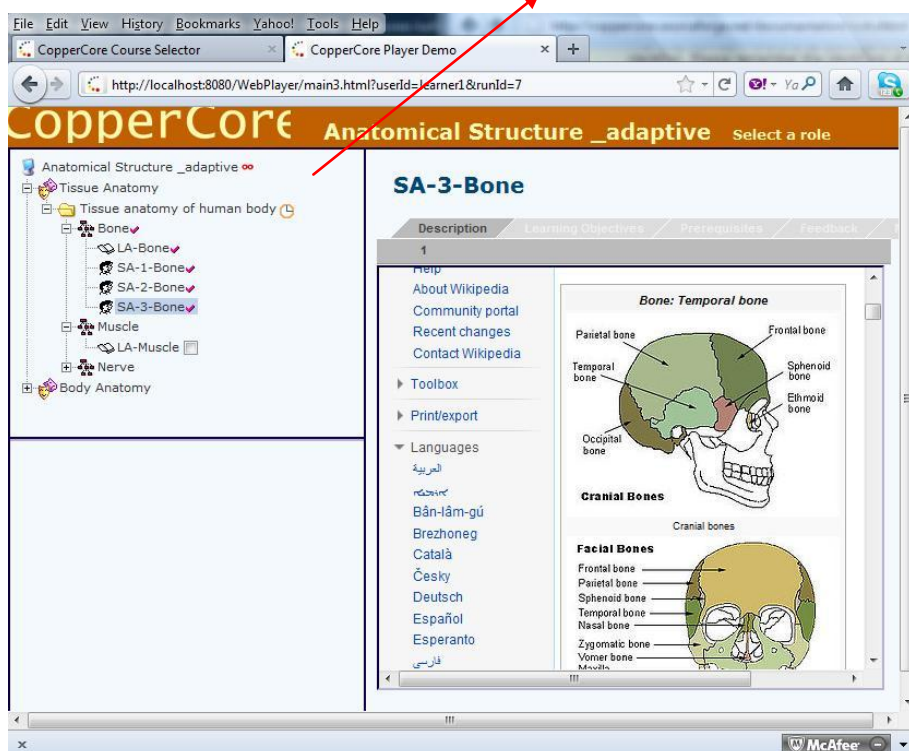 File Edit View History Bookmarks Yahoo! Tools Help
CopperCore Course Selector × CopperCore Player Demo × +
http://localhost:8080/WebPlayer/main3.html?userId=learner1&runId=7
CopperCore Anatomical Structure _adaptive Select a role
Anatomical Structure _adaptive
Tissue Anatomy
Tissue anatomy of human body
Bone
LA-Bone
SA-1-Bone
SA-2-Bone
SA-3-Bone
Muscle
LA-Muscle
Nerve
Body Anatomy
SA-3-Bone
Description Learning Objectives Prerequisites Feedback
1
Help
About Wikipedia
Community portal
Recent changes
Contact Wikipedia
Toolbox
Print/export
Languages
العربية
Bân-lâm-gú
Brezhoneg
Català
Česky
Deutsch
Español
Esperanto
فارسی
Bone: Temporal bone
Parietal bone
Frontal bone
Temporal bone
Sphenoid bone
Ethmoid bone
Occipital bone
Cranial Bones
Cranial bones
Facial Bones
Frontal bone
Parietal bone
Sphenoid bone
Temporal bone
Nasal bone
Zygomatic bone
Vomer bone
Maxilla
McAfee